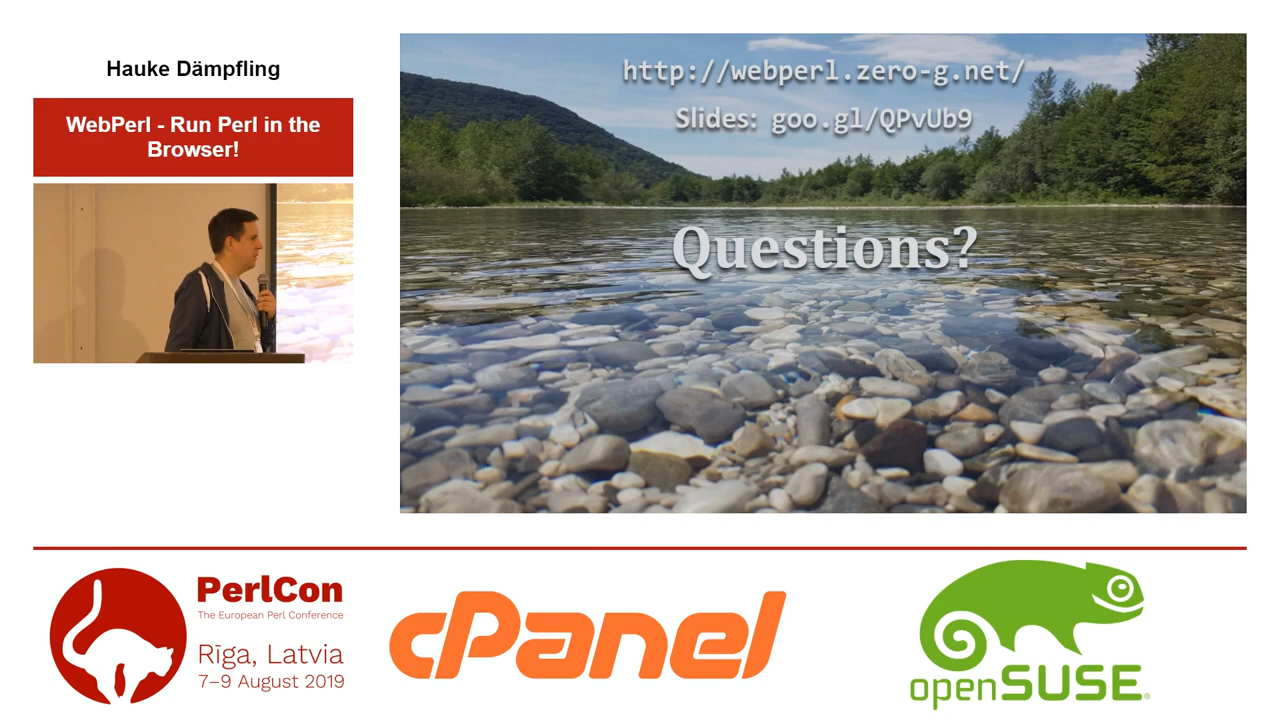 Hauke Dämpfling
WebPerl - Run Perl in the
Browser!
http://webperl.zero-g.net/
Slides: goo.gl/QPvUb9
Questions?
PerlCon
The European Perl Conference
Rīga, Latvia
7–9 August 2019
cPanel
openSUSE®